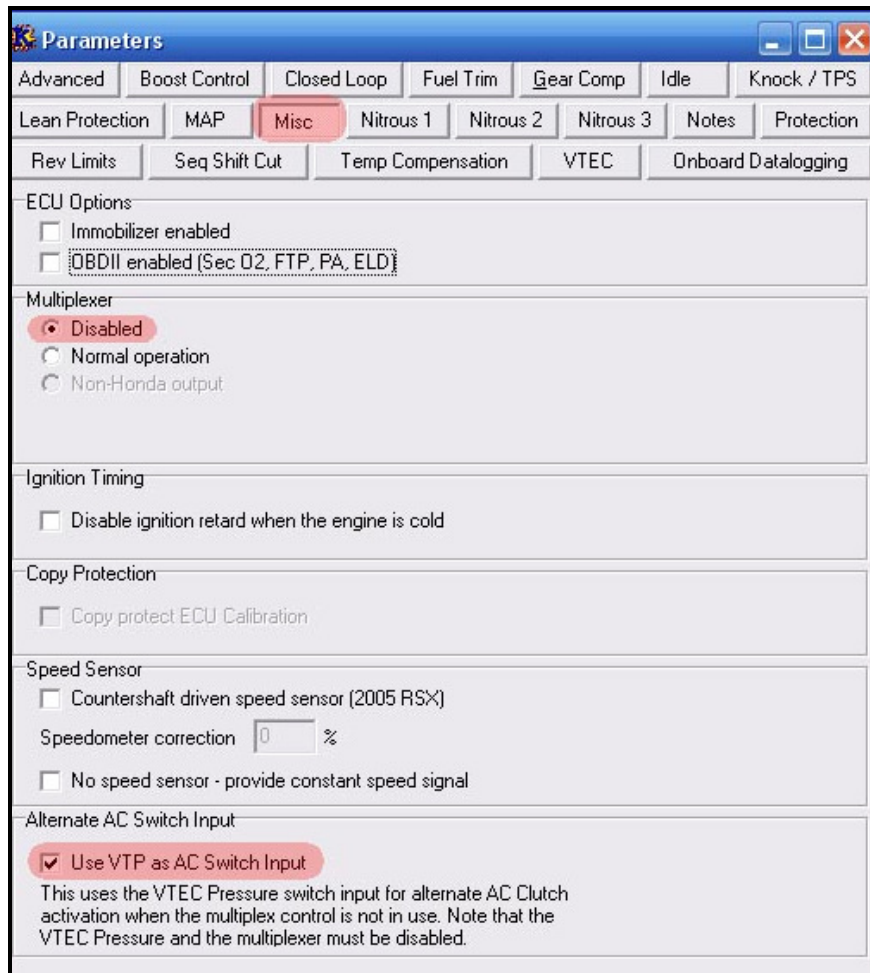 Parameters
Advanced Boost Control Closed Loop Fuel Trim Gear Comp Idle Knock / TPS
Lean Protection MAP Misc Nitrous 1 Nitrous 2 Nitrous 3 Notes Protection
Rev Limits Seq Shift Cut Temp Compensation VTEC Onboard Datalogging
ECU Options
Immobilizer enabled
OBDII enabled (Sec O2, FTP, PA, ELD)
Multiplexer
Disabled
Normal operation
Non-Honda output
Ignition Timing
Disable ignition retard when the engine is cold
Copy Protection
Copy protect ECU Calibration
Speed Sensor
Countershaft driven speed sensor (2005 RSX)
Speedometer correction 0 %
No speed sensor - provide constant speed signal
Alternate AC Switch Input
Use VTP as AC Switch Input
This uses the VTEC Pressure switch input for alternate AC Clutch
activation when the multiplex control is not in use. Note that the
VTEC Pressure and the multiplexer must be disabled.